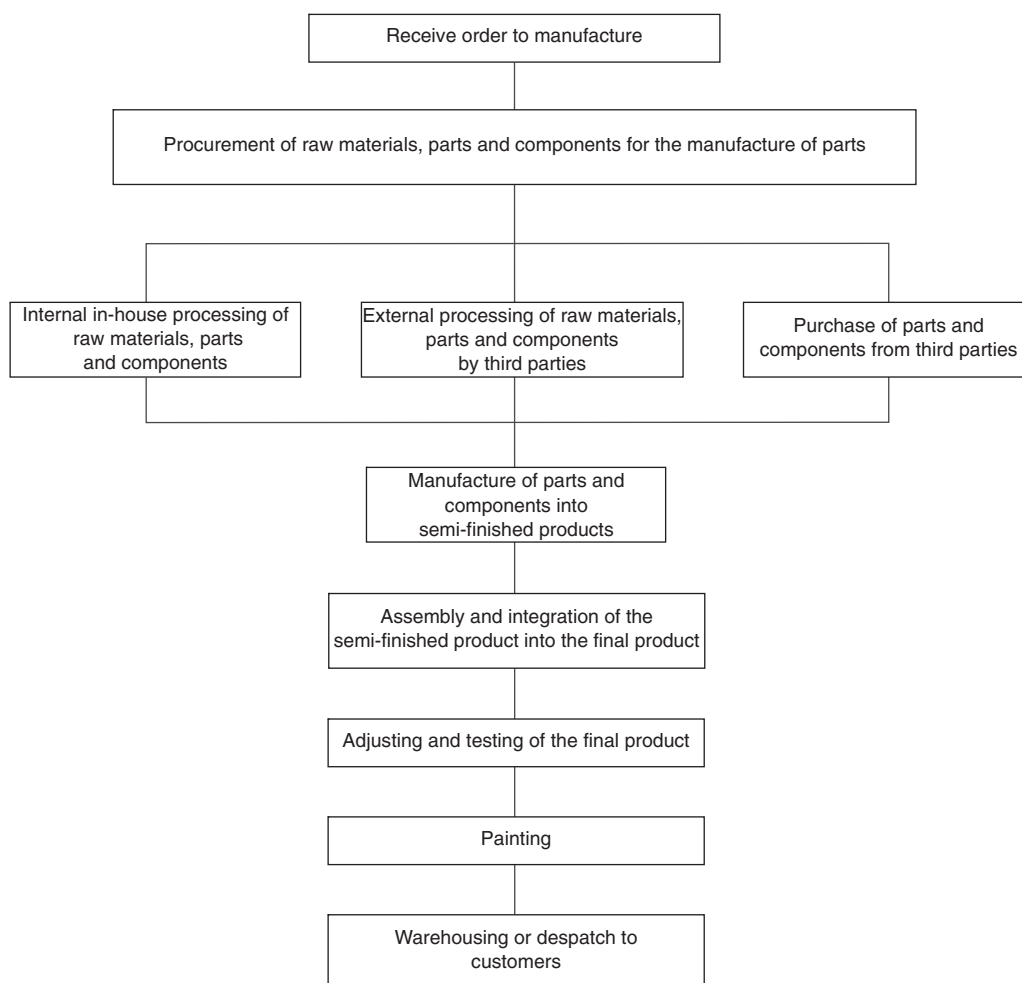 Receive order to manufacture
Procurement of raw materials, parts and components for the manufacture of parts
Internal in-house processing of
raw materials, parts
and components
External processing of raw materials,
parts and components
by third parties
Purchase of parts and
components from third parties
Manufacture of parts and
components into
semi-finished products
Assembly and integration of the
semi-finished product into the final product
Adjusting and testing of the final product
Painting
Warehousing or despatch to
customers